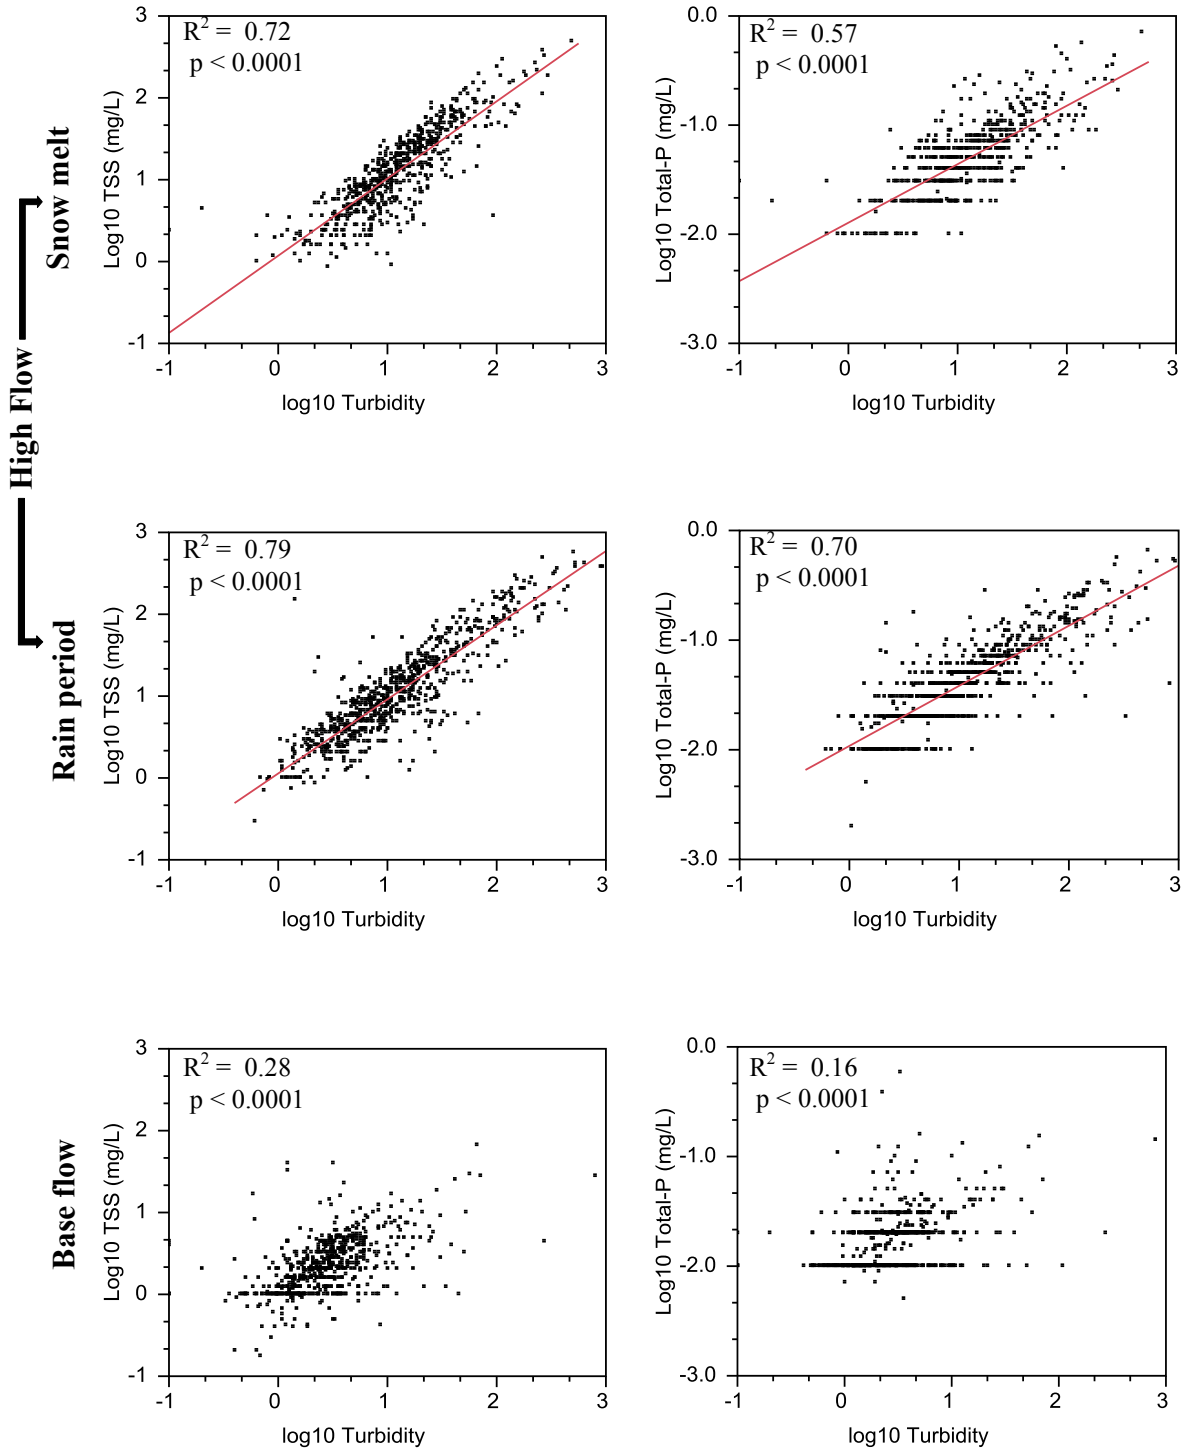 R² = 0.72
p < 0.0001
3
2
1
0
-1
Log10 TSS (mg/L)
-1 0 1 2 3
log10 Turbidity
R² = 0.57
p < 0.0001
0.0
-1.0
-2.0
-3.0
Log10 Total-P (mg/L)
-1 0 1 2 3
log10 Turbidity
Snow melt
High Flow
Rain period
R² = 0.79
p < 0.0001
3
2
1
0
-1
Log10 TSS (mg/L)
-1 0 1 2 3
log10 Turbidity
R² = 0.70
p < 0.0001
0.0
-1.0
-2.0
-3.0
Log10 Total-P (mg/L)
-1 0 1 2 3
log10 Turbidity
Base flow
R² = 0.28
p < 0.0001
3
2
1
0
-1
Log10 TSS (mg/L)
-1 0 1 2 3
log10 Turbidity
R² = 0.16
p < 0.0001
0.0
-1.0
-2.0
-3.0
Log10 Total-P (mg/L)
-1 0 1 2 3
log10 Turbidity